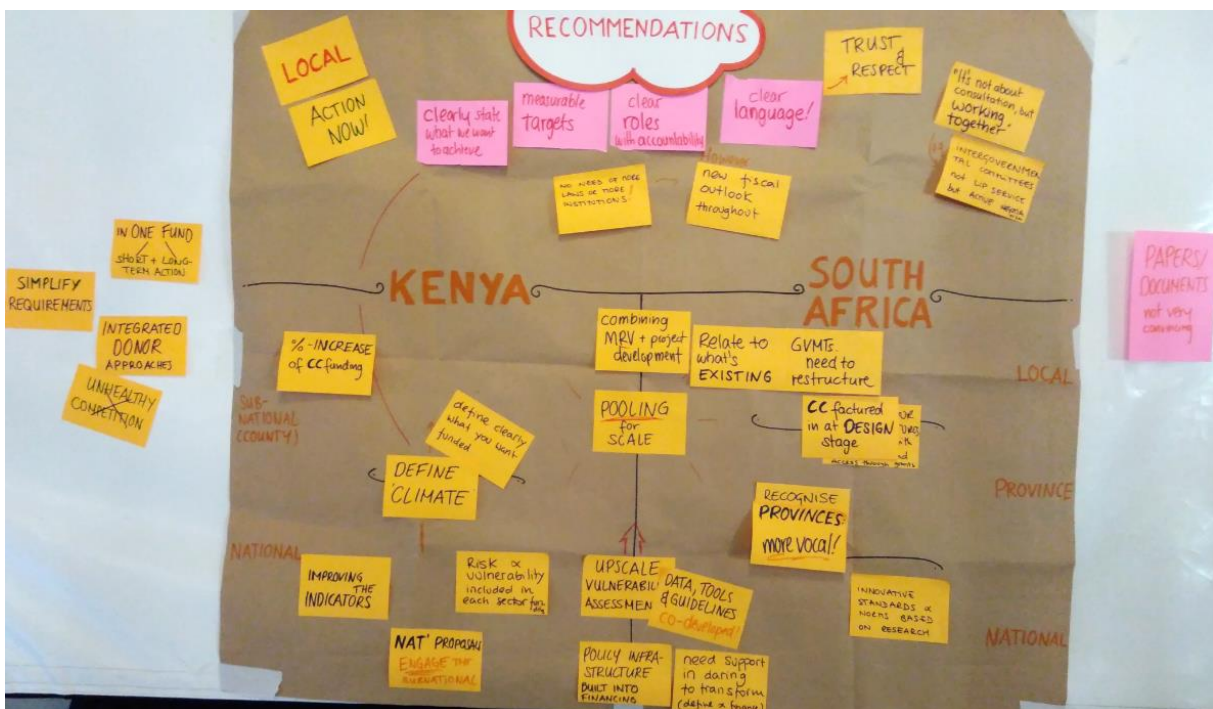 RECOMMENDATIONS
LOCAL
ACTION
NOW!
clearly state
what we want
to achieve
measurable
targets
clear
roles
with accountability
clear
language!
TRUST
&
RESPECT
"It's not about
consultation, but
working
together"
INTERGOVERNMEN
TAL COMMITTEES
not LIP SERVICE
but ACTIVE
NO NEED OF MORE
LAWS OR MORE
INSTITUTIONS!
However
new fiscal
outlook
throughout
IN ONE FUND
SHORT + LONG-
TERM ACTION
SIMPLIFY
REQUIREMENTS
INTEGRATED
DONOR
APPROACHES
UNHEALTHY
COMPETITION
KENYA
SOUTH
AFRICA
PAPERS/
DOCUMENTS
not very
convincing
%-INCREASE
of CC funding
combining
MRV + project
development
Relate to
what's
EXISTING
GVMTS.
need to
restructure
LOCAL
SUB-
NATIONAL
(COUNTY)
define clearly
what you want
funded
DEFINE
'CLIMATE'
POOLING
for
SCALE
CC factured
in at DESIGN
stage
Access through grants
PROVINCE
RECOGNISE
PROVINCES:
more vocal!
NATIONAL
IMPROVING
THE
INDICATORS
Risk &
vulnerability
included in
each sector
UPSCALE
VULNERABILI
ASSESSMEN
DATA, TOOLS
& GUIDELINES
co-developed!
INNOVATIVE
STANDARDS &
NORMS BASED
ON RESEARCH
NATIONAL
NAT' PROPOSALS
ENGAGE THE
SUBNATIONAL
POLICY INFRA-
STRUCTURE
BUILT INTO
FINANCING
need support
in daring
to transform
(define & finance)